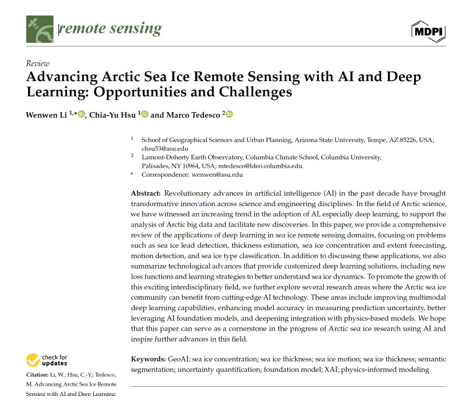 remote sensing
MDPI
Review
Advancing Arctic Sea Ice Remote Sensing with AI and Deep
Learning: Opportunities and Challenges
Wenwen Li 1,*, Chia-Yu Hsu 1 and Marco Tedesco 2
1 School of Geographical Sciences and Urban Planning, Arizona State University, Tempe, AZ 85226, USA;
chsu53@asu.edu
2 Lamont-Doherty Earth Observatory, Columbia Climate School, Columbia University,
Palisades, NY 10964, USA; mtedesco@ldeo.columbia.edu
* Correspondence: wenwen@asu.edu
Abstract: Revolutionary advances in artificial intelligence (AI) in the past decade have brought
transformative innovation across science and engineering disciplines. In the field of Arctic science,
we have witnessed an increasing trend in the adoption of AI, especially deep learning, to support the
analysis of Arctic big data and facilitate new discoveries. In this paper, we provide a comprehensive
review of the applications of deep learning in sea ice remote sensing domains, focusing on problems
such as sea ice lead detection, thickness estimation, sea ice concentration and extent forecasting,
motion detection, and sea ice type classification. In addition to discussing these applications, we also
summarize technological advances that provide customized deep learning solutions, including new
loss functions and learning strategies to better understand sea ice dynamics. To promote the growth of
this exciting interdisciplinary field, we further explore several research areas where the Arctic sea ice
community can benefit from cutting-edge AI technology. These areas include improving multimodal
deep learning capabilities, enhancing model accuracy in measuring prediction uncertainty, better
leveraging AI foundation models, and deepening integration with physics-based models. We hope
that this paper can serve as a cornerstone in the progress of Arctic sea ice research using AI and
inspire further advances in this field.
check for
updates
Keywords: GeoAI; sea ice concentration; sea ice thickness; sea ice motion; sea ice thickness; semantic
segmentation; uncertainty quantification; foundation model; XAI; physics-informed modeling
Citation: Li, W.; Hsu, C.-Y.; Tedesco,
M. Advancing Arctic Sea Ice Remote
Sensing with AI and Deep Learning: